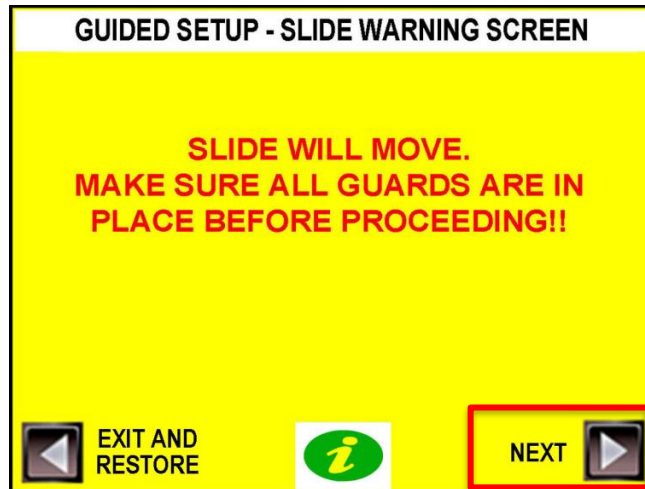 GUIDED SETUP - SLIDE WARNING SCREEN
SLIDE WILL MOVE.
MAKE SURE ALL GUARDS ARE IN
PLACE BEFORE PROCEEDING!!
EXIT AND
RESTORE
i
NEXT